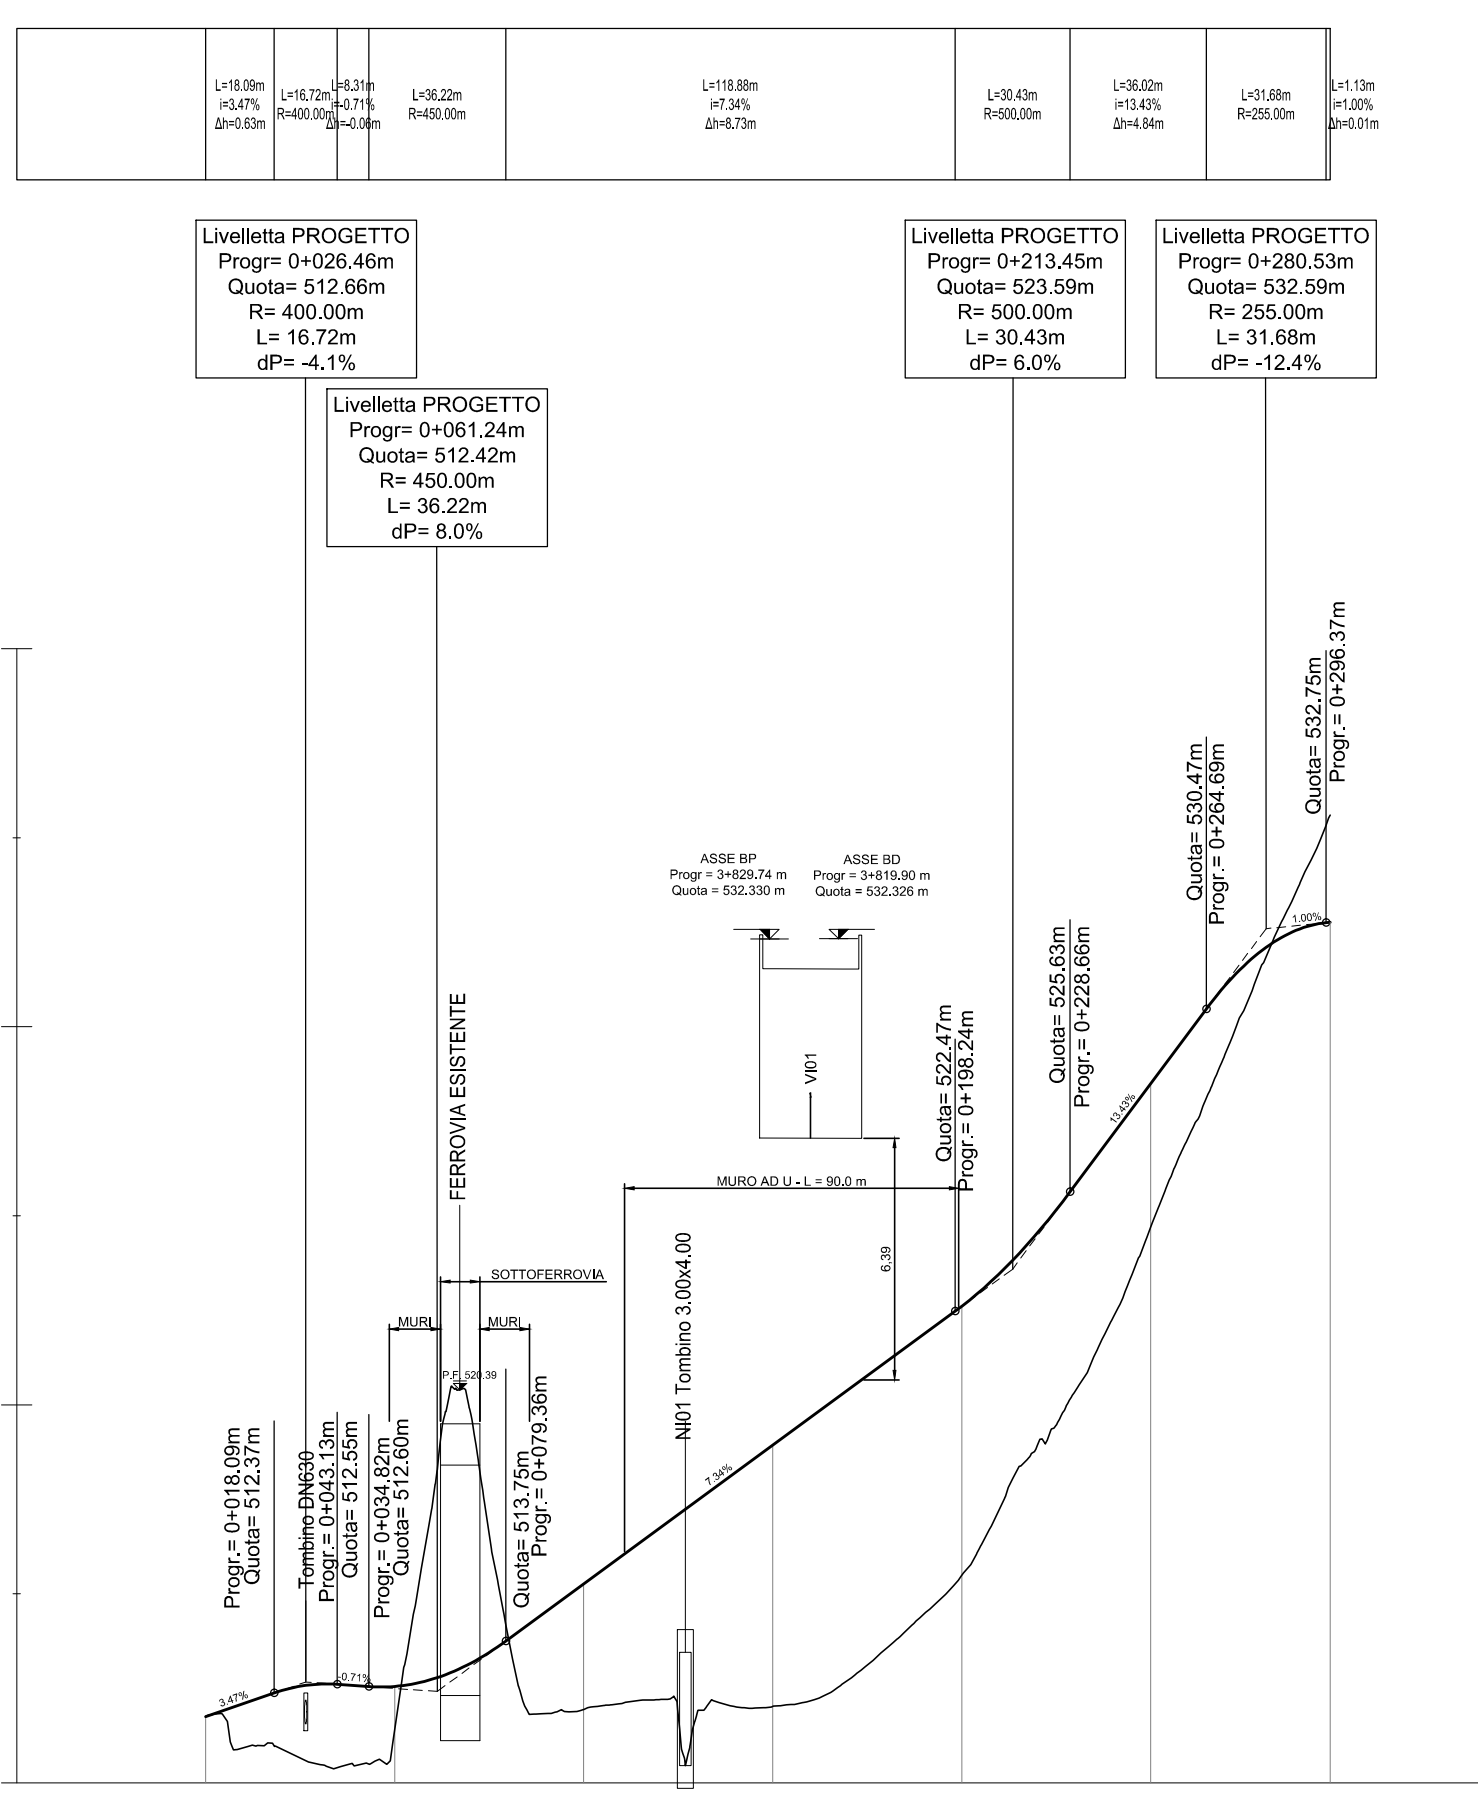 L=18.09m
i=3.47%
Δh=0.63m
L=16.72m
R=400.00m
L=8.31m
i=-0.71%
Δh=-0.06m
L=36.22m
R=450.00m
L=118.88m
i=7.34%
Δh=8.73m
L=30.43m
R=500.00m
L=36.02m
i=13.43%
Δh=4.84m
L=31.68m
R=255.00m
L=1.13m
i=1.00%
Δh=0.01m
Livelletta PROGETTO
Progr= 0+026.46m
Quota= 512.66m
R= 400.00m
L= 16.72m
dP= -4.1%
Livelletta PROGETTO
Progr= 0+061.24m
Quota= 512.42m
R= 450.00m
L= 36.22m
dP= 8.0%
Livelletta PROGETTO
Progr= 0+213.45m
Quota= 523.59m
R= 500.00m
L= 30.43m
dP= 6.0%
Livelletta PROGETTO
Progr= 0+280.53m
Quota= 532.59m
R= 255.00m
L= 31.68m
dP= -12.4%
Quota= 532.75m
Progr.= 0+296.37m
Quota= 530.47m
Progr.= 0+264.69m
1.00%
ASSE BP
Progr = 3+829.74 m
Quota = 532.330 m
ASSE BD
Progr = 3+819.90 m
Quota = 532.326 m
VI01
Quota= 525.63m
Progr.= 0+228.66m
13.43%
Quota= 522.47m
Progr.= 0+198.24m
FERROVIA ESISTENTE
MURO AD U - L = 90.0 m
6,39
SOTTOFERROVIA
MURI
MURI
P.F. 520.39
NI01 Tombino 3.00x4.00
Progr.= 0+018.09m
Quota= 512.37m
Tombino DN630
Progr.= 0+043.13m
Quota= 512.55m
Progr.= 0+034.82m
Quota= 512.60m
Quota= 513.75m
Progr.= 0+079.36m
7.34%
3.47%
-0.71%